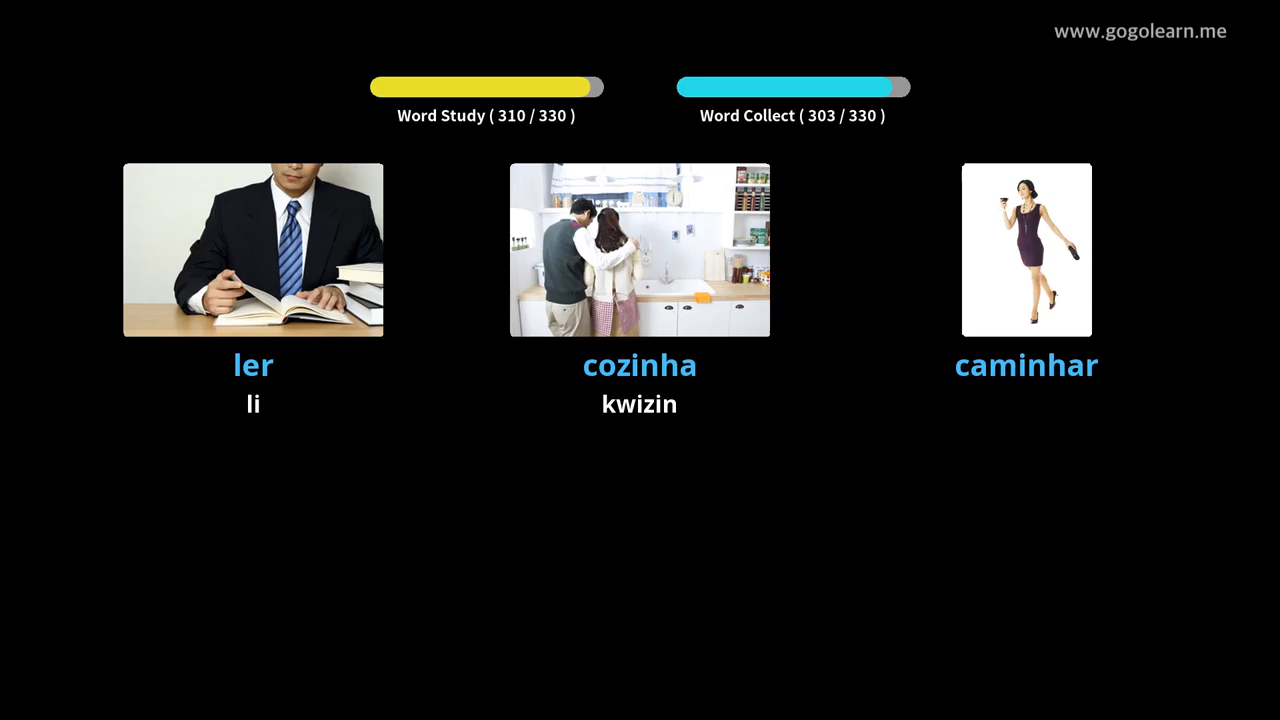 www.gogolearn.me
Word Study ( 310 / 330 )
Word Collect ( 303 / 330 )
ler
cozinha
caminhar
li
kwizin